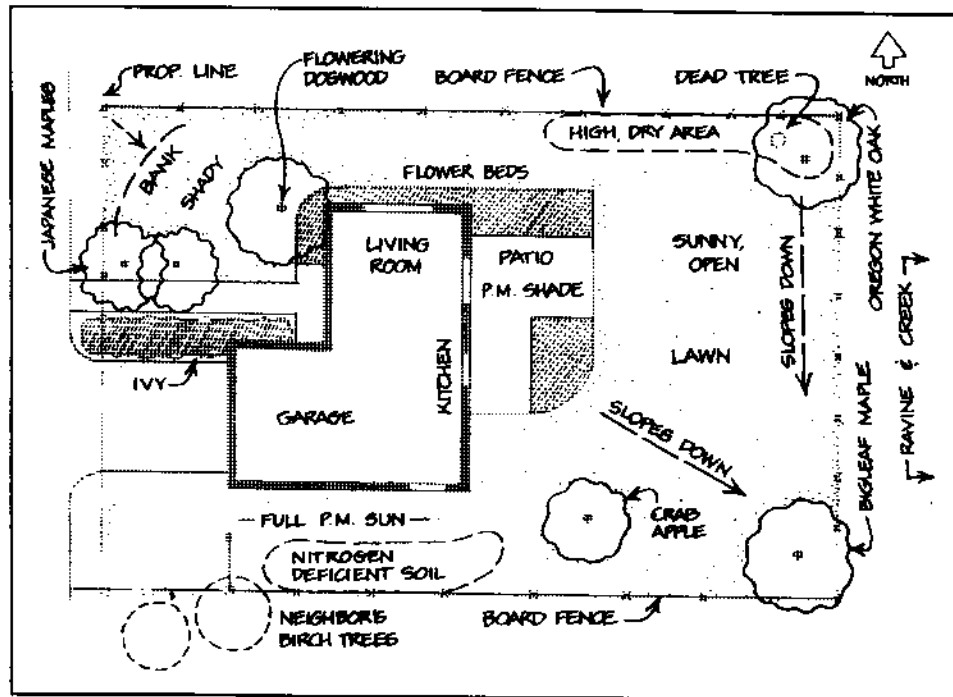 PROP. LINE
FLOWERING
DOGWOOD
BOARD FENCE
DEAD TREE
NORTH
JAPANESE MAPLES
BANK
SHADY
HIGH, DRY AREA
OREGON WHITE OAK
FLOWER BEDS
LIVING
ROOM
PATIO
P.M. SHADE
SUNNY,
OPEN
SLOPES DOWN
LAWN
IVY
GARAGE
KITCHEN
SLOPES DOWN
RAVINE & CREEK
BIGLEAF MAPLE
CRAB
APPLE
FULL P.M. SUN
NITROGEN
DEFICIENT SOIL
NEIGHBOR'S
BIRCH TREES
BOARD FENCE